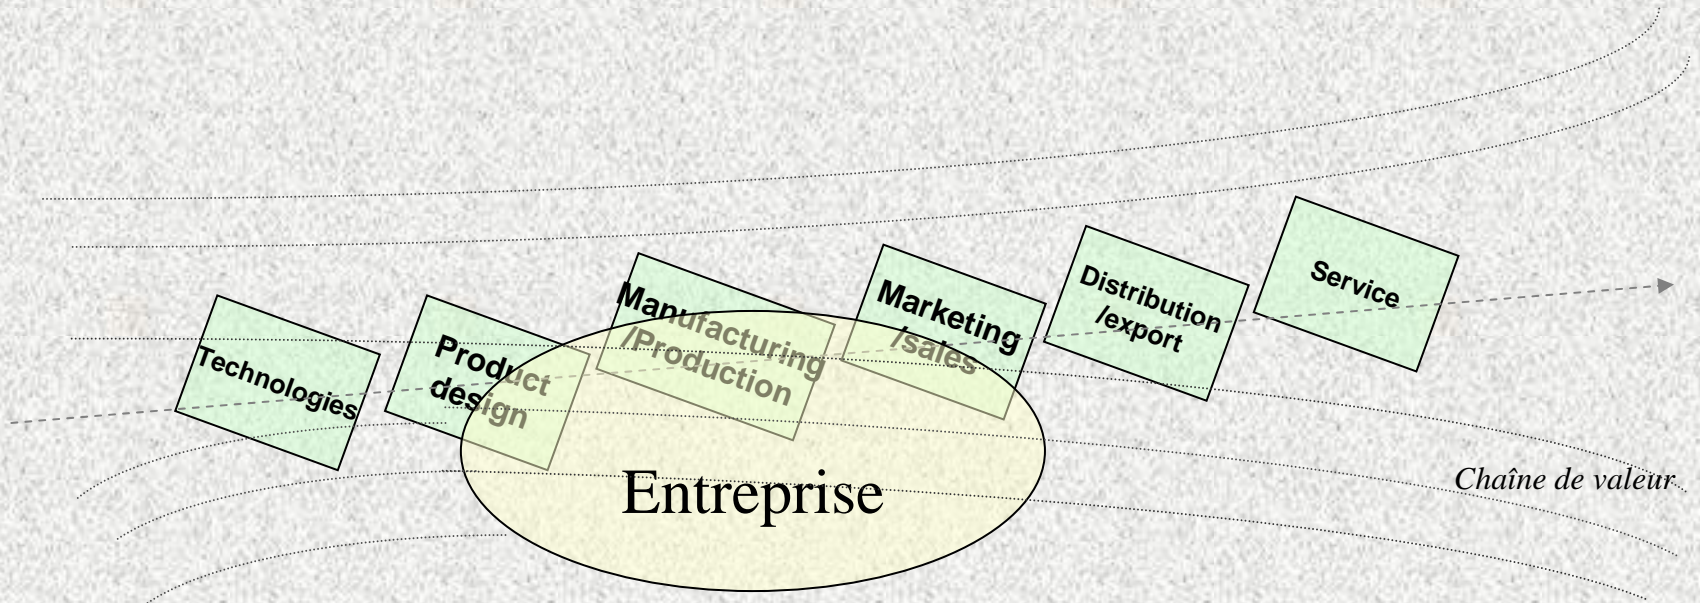 Technologies
Product
design
Manufacturing
/Production
Marketing
/sales
Distribution
/export
Service
Entreprise
Chaîne de valeur